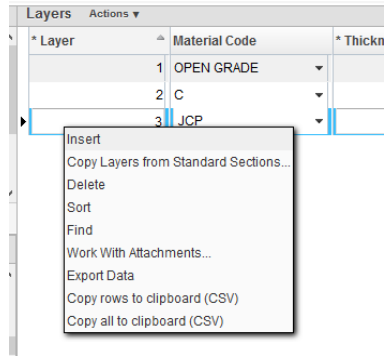 Layers Actions ▾
* Layer Material Code * Thickn
1 OPEN GRADE
2 C
3 JCP
Insert
Copy Layers from Standard Sections...
Delete
Sort
Find
Work With Attachments...
Export Data
Copy rows to clipboard (CSV)
Copy all to clipboard (CSV)